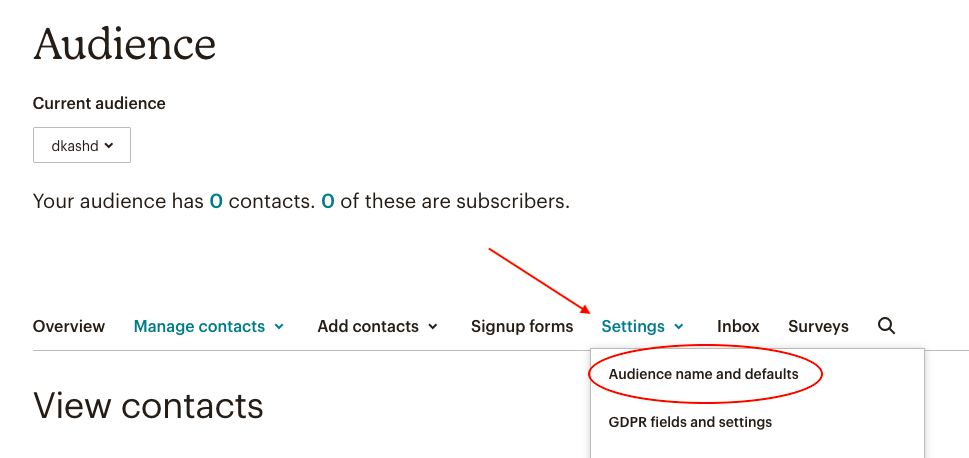 Audience
Current audience
dkashd
Your audience has 0 contacts. 0 of these are subscribers.
Overview Manage contacts Add contacts Signup forms Settings Inbox Surveys
Audience name and defaults
View contacts
GDPR fields and settings